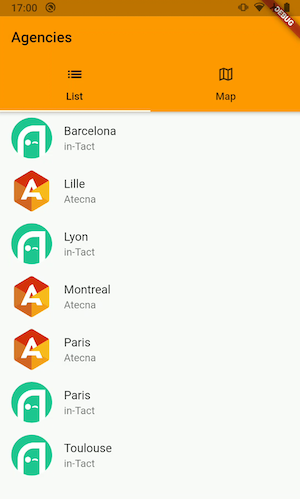 17:00
DEBUG
Agencies
List
Map
Barcelona
in-Tact
Lille
Atecna
Lyon
in-Tact
Montreal
Atecna
Paris
Atecna
Paris
in-Tact
Toulouse
in-Tact